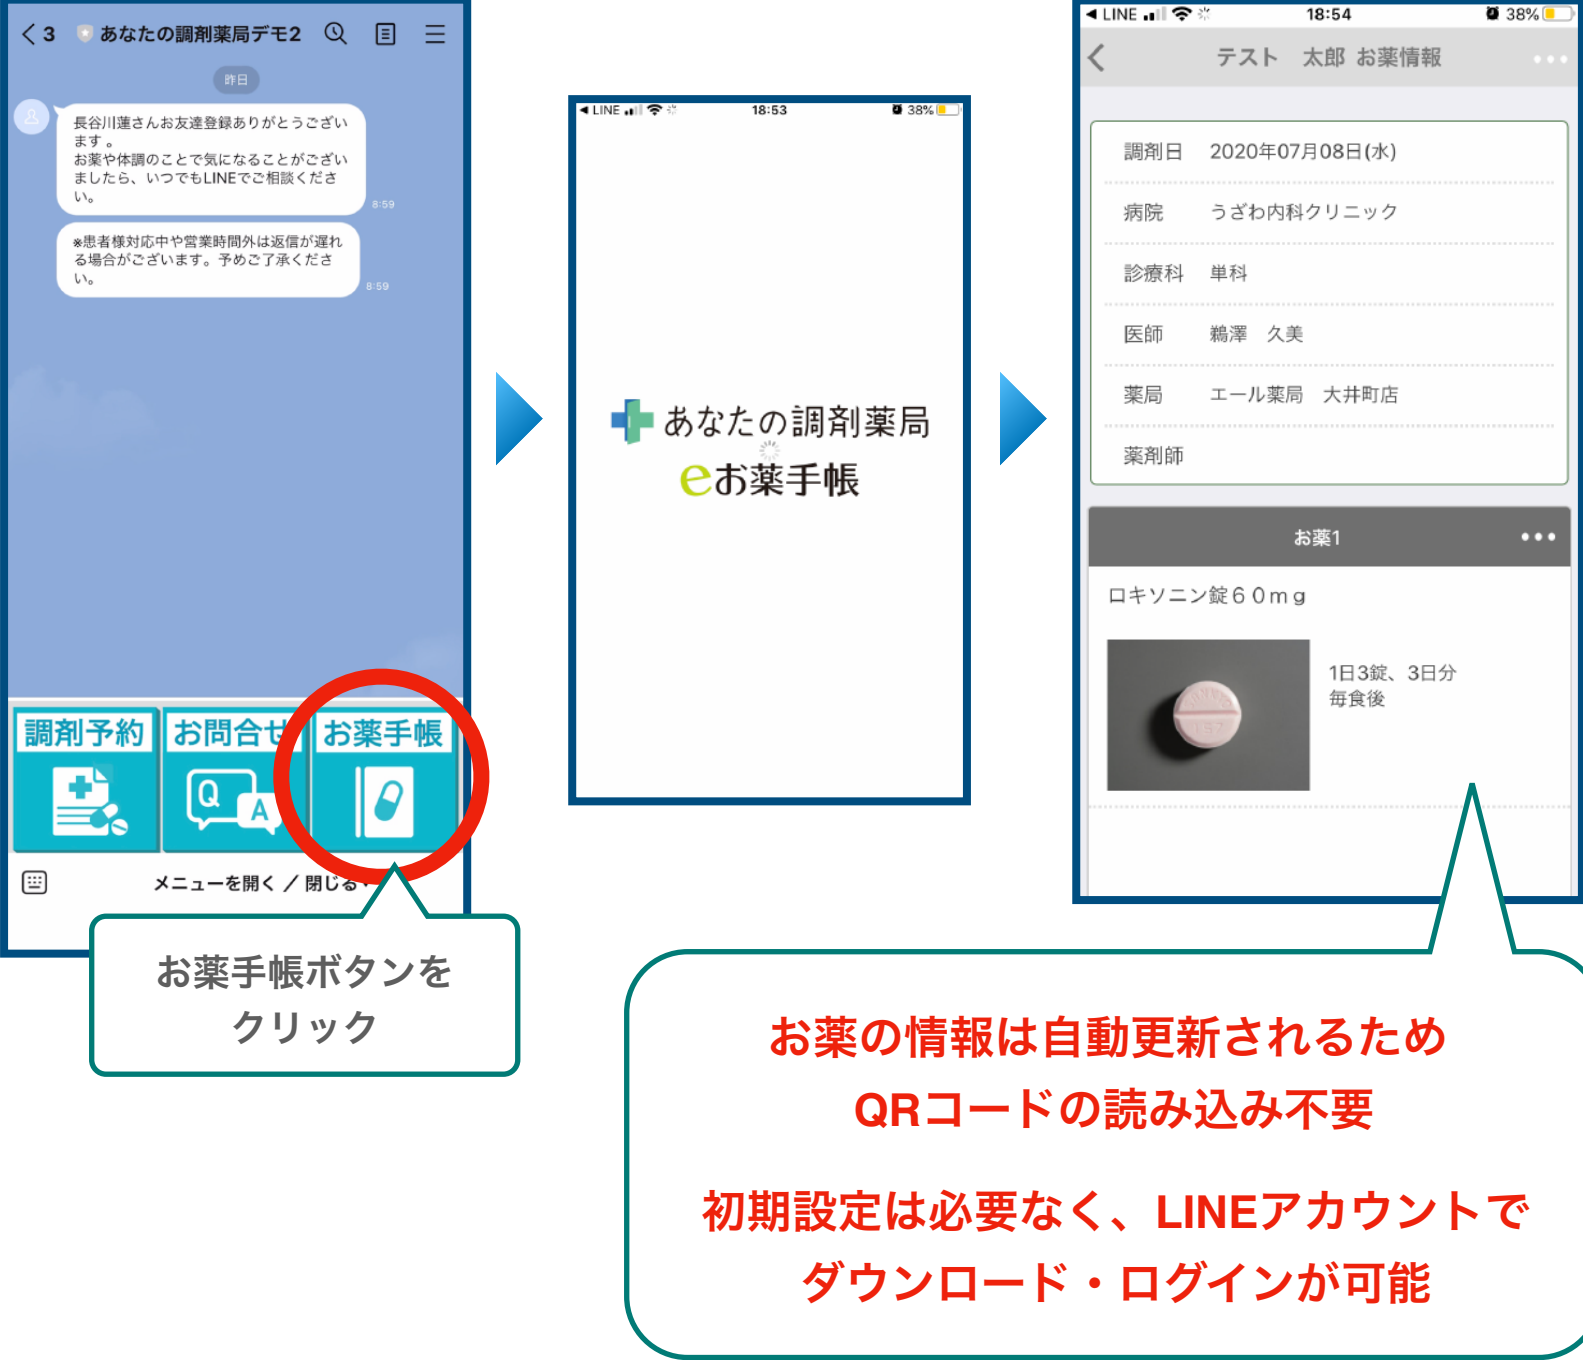 3 あなたの調剤薬局デモ2
昨日
長谷川蓮さんお友達登録ありがとうござい
ます。
お薬や体調のことで気になることがござい
ましたら、いつでもLINEでご相談くださ
い。
8:59
※患者様対応中や営業時間外は返信が遅れ
る場合がございます。予めご了承くださ
い。
8:59
調剤予約
お問合せ
お薬手帳
Q
A
メニューを開く / 閉じる
お薬手帳ボタンを
クリック
LINE 18:53 38%
あなたの調剤薬局
eお薬手帳
LINE 18:54 38%
テスト 太郎 お薬情報
調剤日 2020年07月08日(水)
病院 うざわ内科クリニック
診療科 単科
医師 鵜澤 久美
薬局 エール薬局 大井町店
薬剤師
お薬1
ロキソニン錠60mg
1日3錠、3日分
毎食後
お薬の情報は自動更新されるため
QRコードの読み込み不要
初期設定は必要なく、LINEアカウントで
ダウンロード・ログインが可能